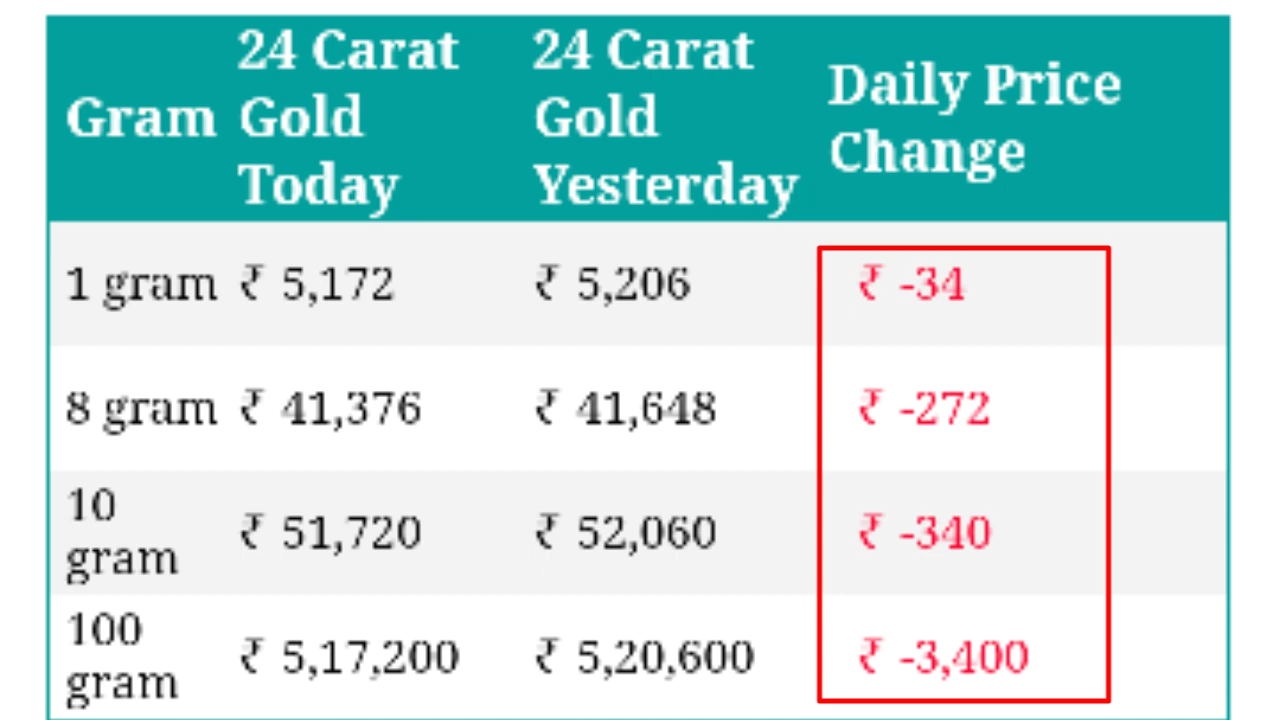 Gram 24 Carat Gold Today 24 Carat Gold Yesterday Daily Price Change
1 gram ₹ 5,172 ₹ 5,206 ₹ -34
8 gram ₹ 41,376 ₹ 41,648 ₹ -272
10 gram ₹ 51,720 ₹ 52,060 ₹ -340
100 gram ₹ 5,17,200 ₹ 5,20,600 ₹ -3,400